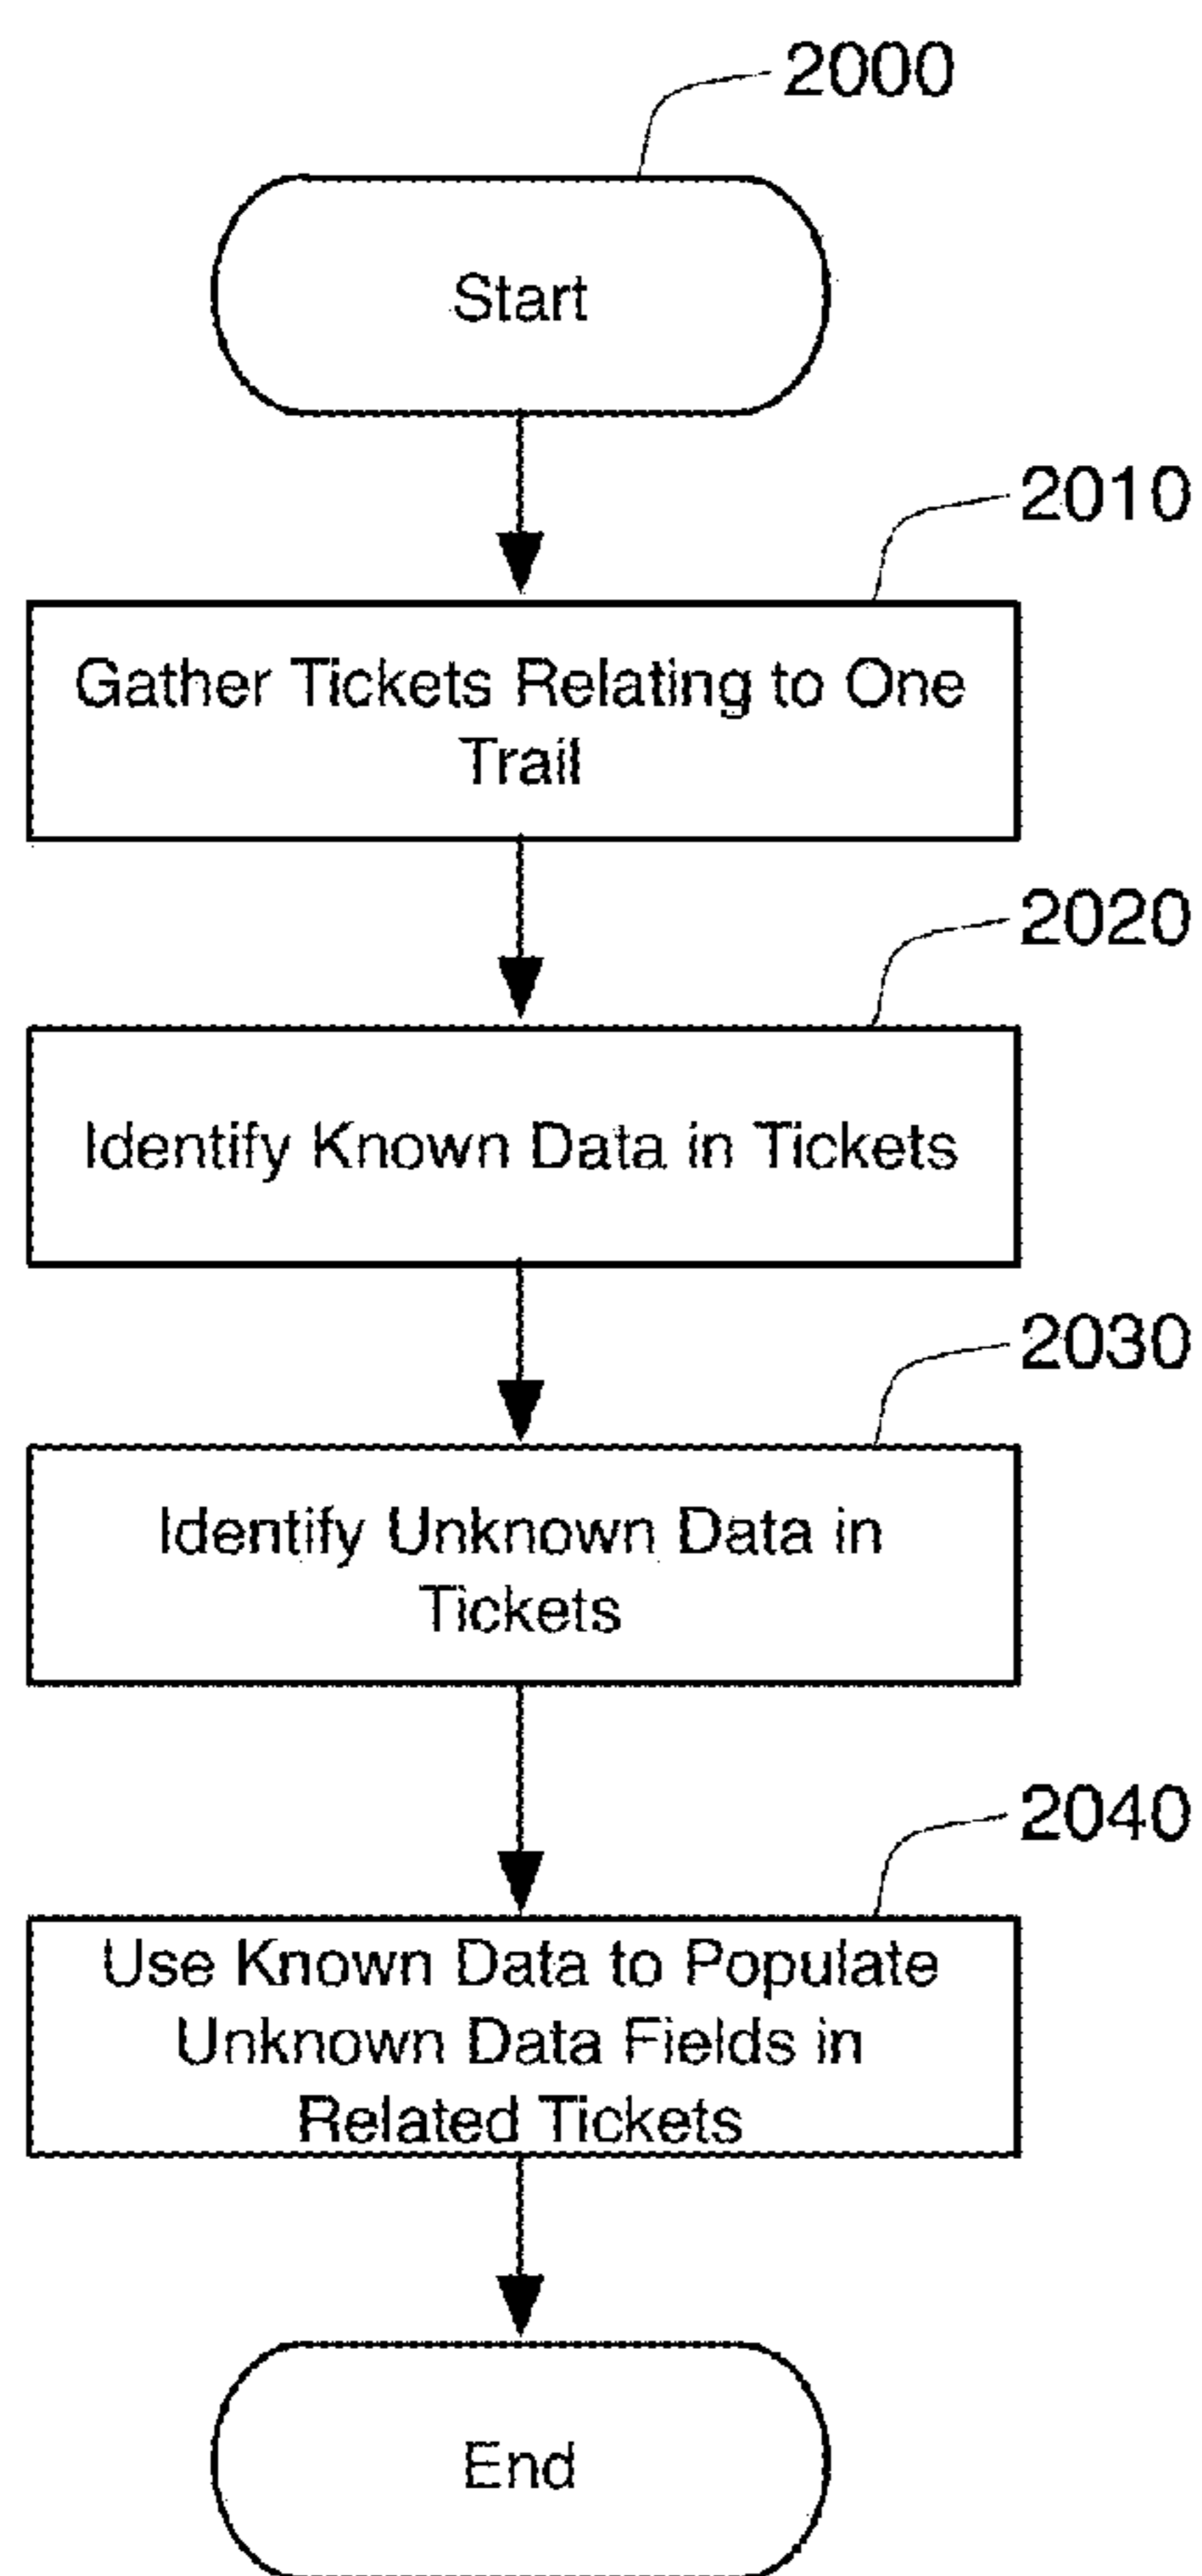 2000
Start
2010
Gather Tickets Relating to One
Trail
2020
Identify Known Data in Tickets
2030
Identify Unknown Data in
Tickets
2040
Use Known Data to Populate
Unknown Data Fields in
Related Tickets
End